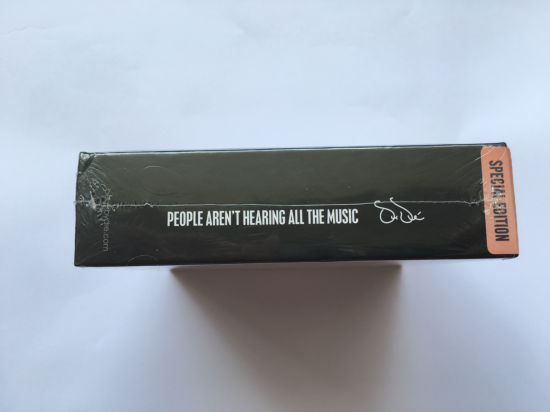 PEOPLE AREN'T HEARING ALL THE MUSIC
SPECIAL EDITION